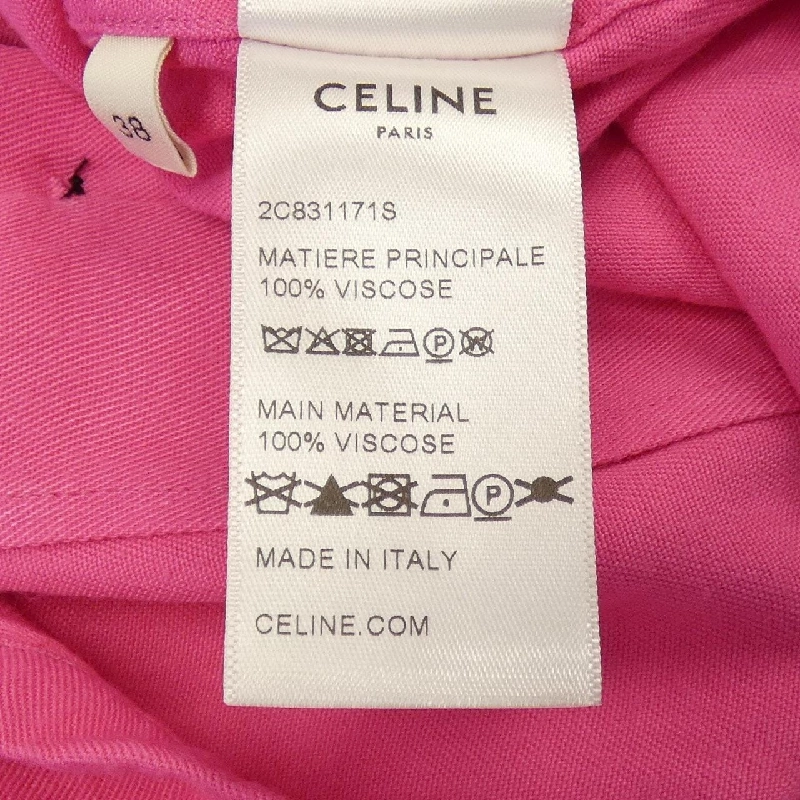 38
CELINE
PARIS
2C831171S
MATIERE PRINCIPALE
100% VISCOSE
P W
MAIN MATERIAL
100% VISCOSE
P
MADE IN ITALY
CELINE.COM